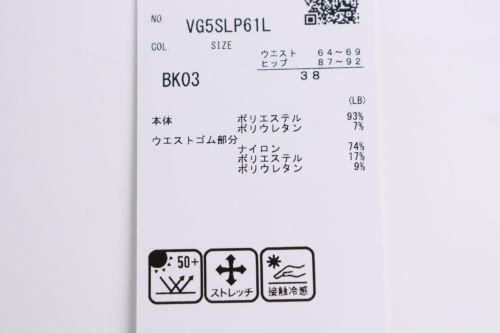 NO. VG5SLP61L
COL. SIZE
ウエスト 64~69
ヒップ 87~92
BK03 38
(LB)
本体 ポリエステル 93%
ポリウレタン 7%
ウエストゴム部分
ナイロン 74%
ポリエステル 17%
ポリウレタン 9%
50+
ストレッチ
接触冷感